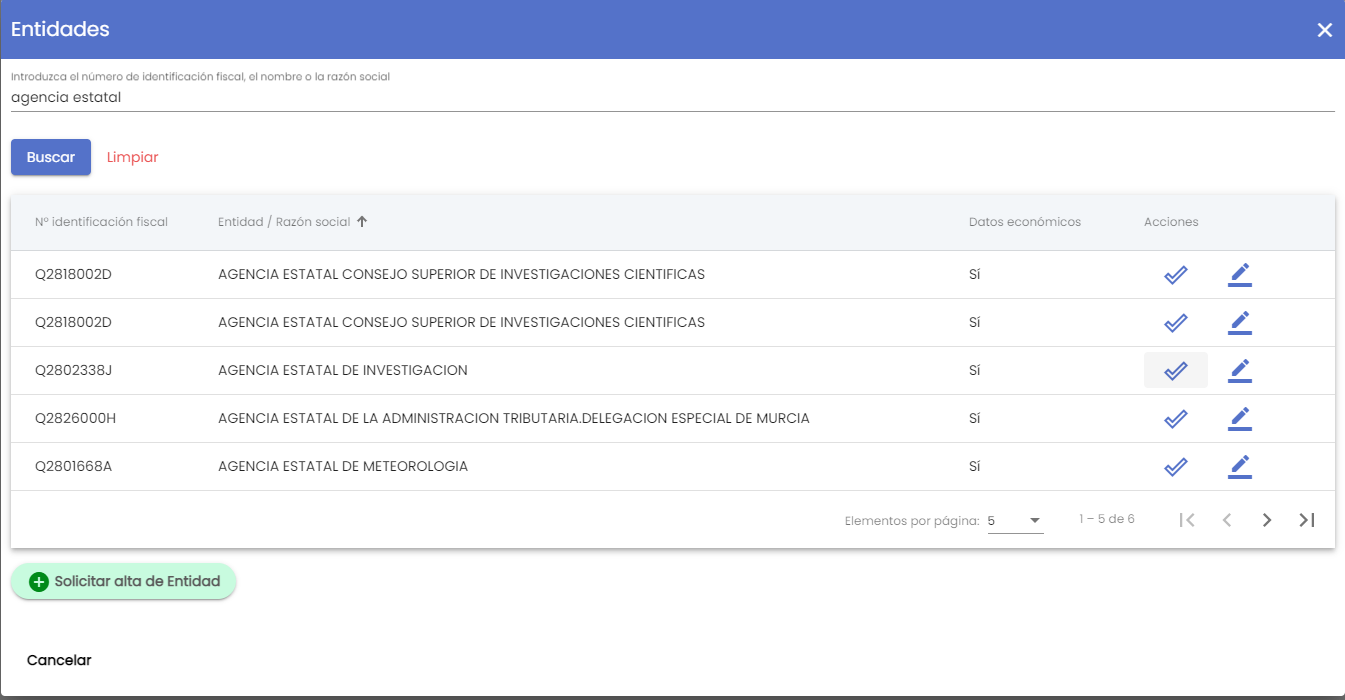 Entidades
Introduzca el número de identificación fiscal, el nombre o la razón social
agencia estatal
Buscar Limpiar
Nº identificación fiscal Entidad / Razón social Datos económicos Acciones
Q2818002D AGENCIA ESTATAL CONSEJO SUPERIOR DE INVESTIGACIONES CIENTIFICAS Sí
Q2818002D AGENCIA ESTATAL CONSEJO SUPERIOR DE INVESTIGACIONES CIENTIFICAS Sí
Q2802338J AGENCIA ESTATAL DE INVESTIGACION Sí
Q2826000H AGENCIA ESTATAL DE LA ADMINISTRACION TRIBUTARIA.DELEGACION ESPECIAL DE MURCIA Sí
Q2801668A AGENCIA ESTATAL DE METEOROLOGIA Sí
Elementos por página: 5 1 – 5 de 6
Solicitar alta de Entidad
Cancelar